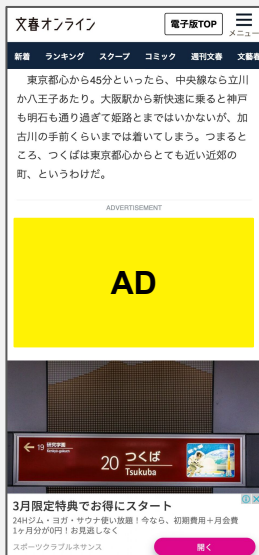 文春オンライン
電子版TOP
メニュー
新着 ランキング スクープ コミック 週刊文春 文藝春
東京都心から45分といったら、中央線なら立川
か八王子あたり。大阪駅から新快速に乗ると神戸
も明石も通り過ぎて姫路とまではいかないが、加
古川の手前くらいまでは着いてしまう。つまると
ころ、つくばは東京都心からとても近い近郊の
町、というわけだ。
ADVERTISEMENT
AD
← 19 研究学園
Kenkyu-gakuen
20 つくば
Tsukuba
3月限定特典でお得にスタート
24Hジム・ヨガ・サウナ使い放題！今なら、初期費用＋月会費
1ヶ月分が0円！お見逃しなく
スポーツクラブルネサンス
開く